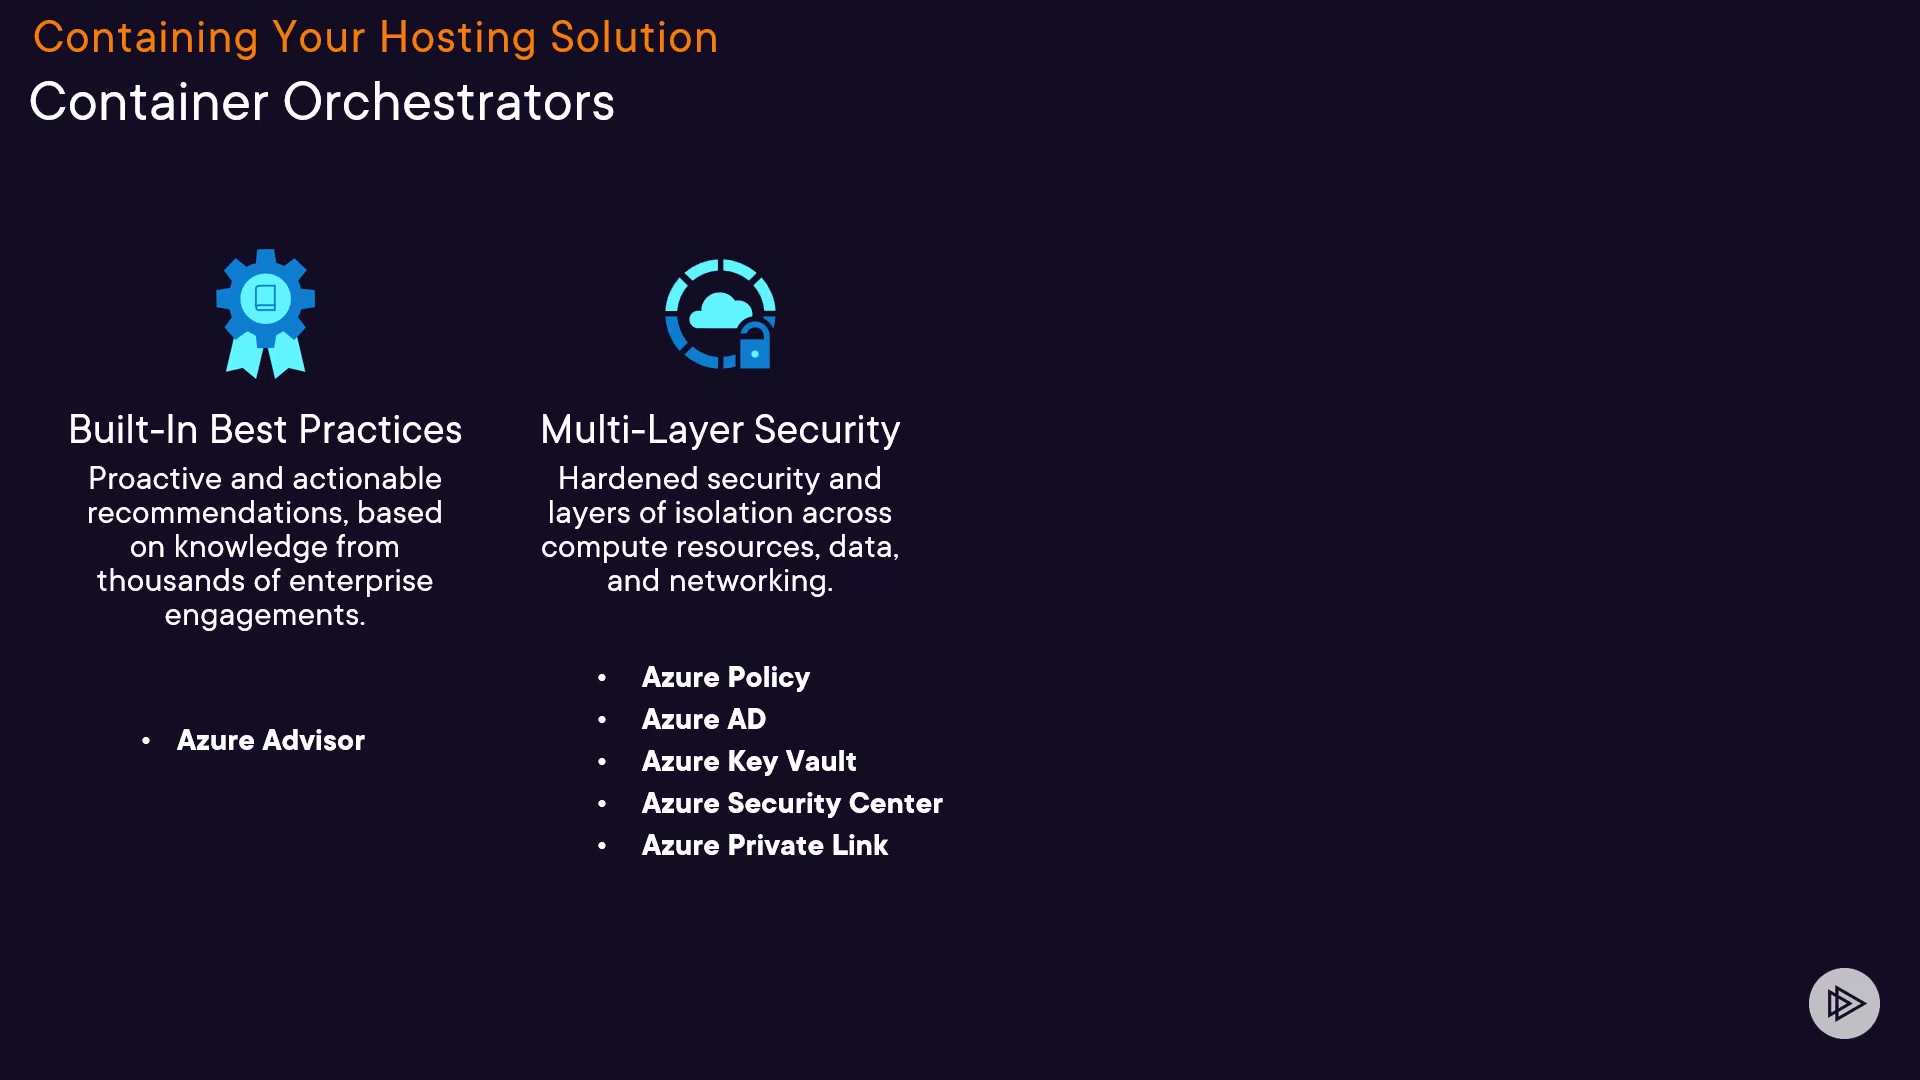 Containing Your Hosting Solution
Container Orchestrators
Built-In Best Practices
Proactive and actionable
recommendations, based
on knowledge from
thousands of enterprise
engagements.
• Azure Advisor
Multi-Layer Security
Hardened security and
layers of isolation across
compute resources, data,
and networking.
• Azure Policy
• Azure AD
• Azure Key Vault
• Azure Security Center
• Azure Private Link